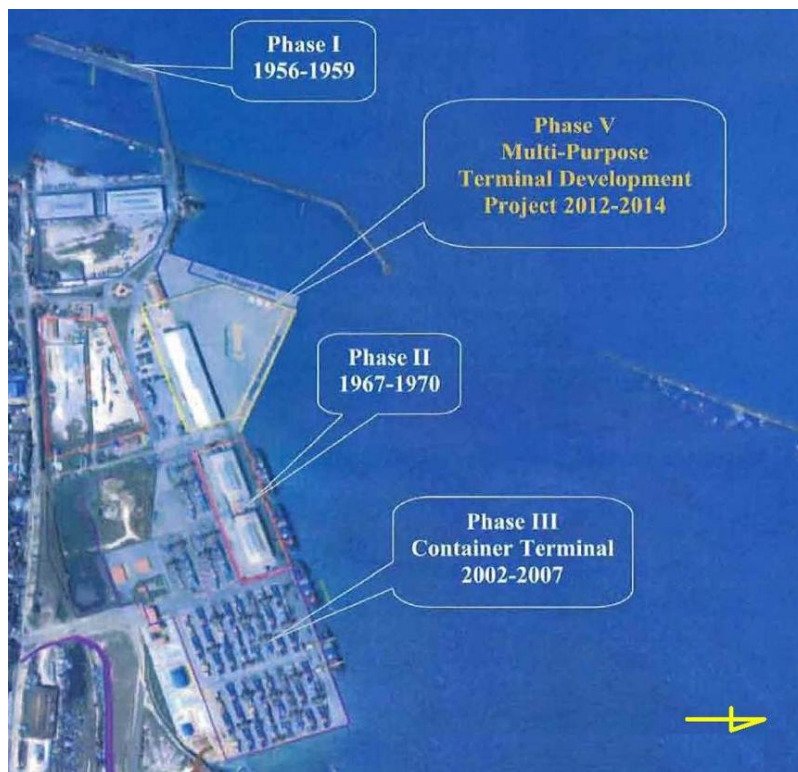 Phase I
1956-1959
Phase V
Multi-Purpose
Terminal Development
Project 2012-2014
Phase II
1967-1970
Phase III
Container Terminal
2002-2007